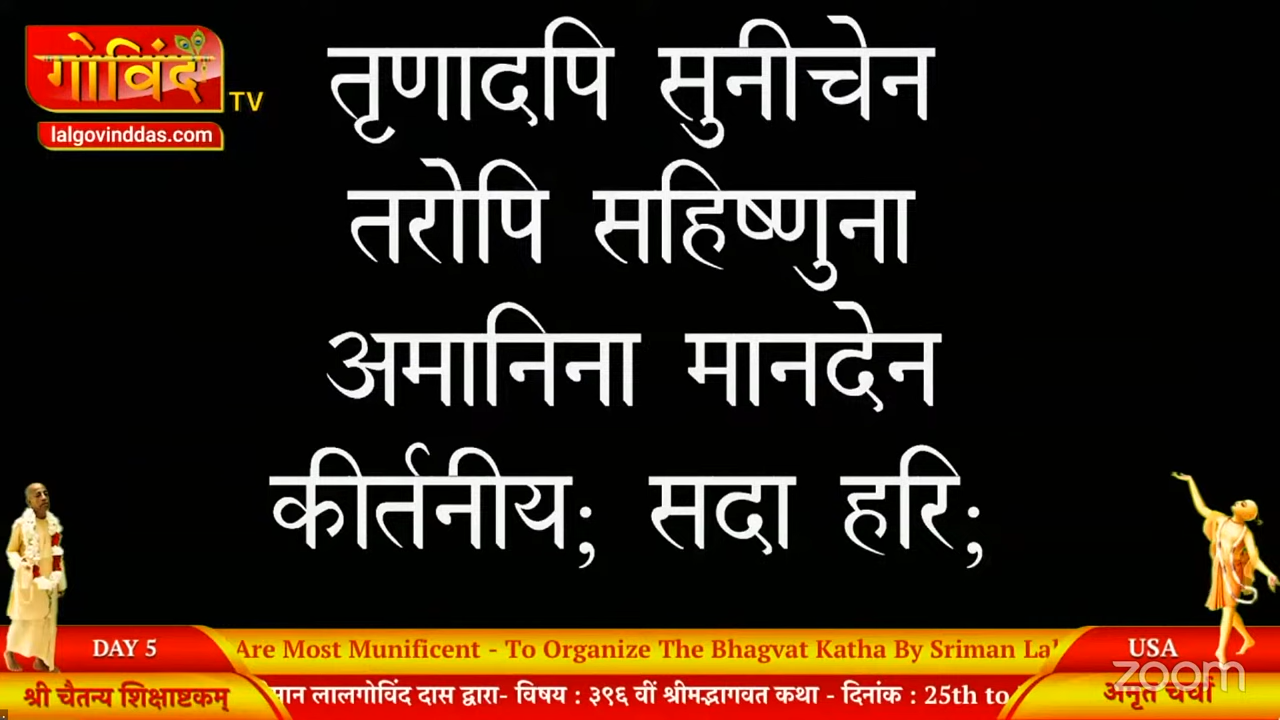 गोविंद TV
lalgovinddas.com
तृणादपि सुनीचेन
तरोपि सहिष्णुना
अमानिना मानदेन
कीर्तनीय; सदा हरि;
DAY 5
Are Most Munificent - To Organize The Bhagvat Katha By Sriman
USA
zoom
श्री चैतन्य शिक्षाष्टकम्
लालगोविंद दास द्वारा- विषय : ३९६ वीं श्रीमद्भागवत कथा - दिनांक : 25th to
अमृत चर्चा